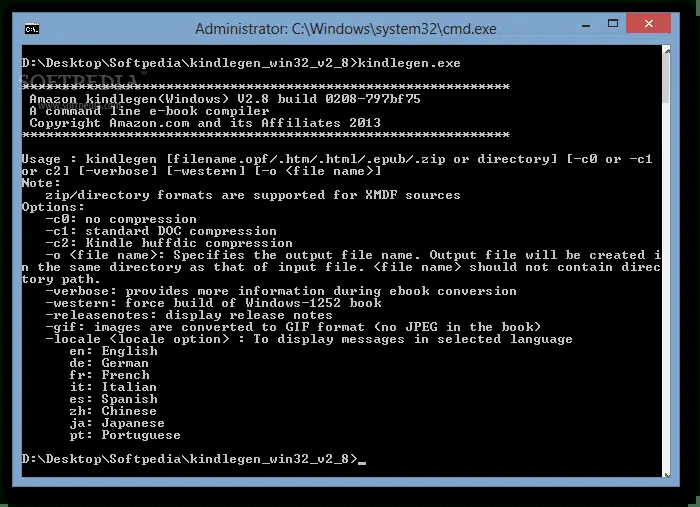 Administrator: C:\Windows\system32\cmd.exe
D:\Desktop\Softpedia\kindlegen_win32_v2_8>kindlegen.exe
SOFTPEDIA™
*************************************************************
Amazon kindlegen(Windows) V2.8 build 0208-797bf75
A command line e-book compiler
Copyright Amazon.com and its Affiliates 2013
*************************************************************
Usage : kindlegen [filename.opf/.htm/.html/.epub/.zip or directory] [-c0 or -c1
or c2] [-verbose] [-western] [-o <file name>]
Note:
zip/directory formats are supported for XMDF sources
Options:
-c0: no compression
-c1: standard DOC compression
-c2: Kindle huffdic compression
-o <file name>: Specifies the output file name. Output file will be created i
n the same directory as that of input file. <file name> should not contain direc
tory path.
-verbose: provides more information during ebook conversion
-western: force build of Windows-1252 book
-releasenotes: display release notes
-gif: images are converted to GIF format <no JPEG in the book>
-locale <locale option> : To display messages in selected language
en: English
de: German
fr: French
it: Italian
es: Spanish
zh: Chinese
ja: Japanese
pt: Portuguese
D:\Desktop\Softpedia\kindlegen_win32_v2_8>_